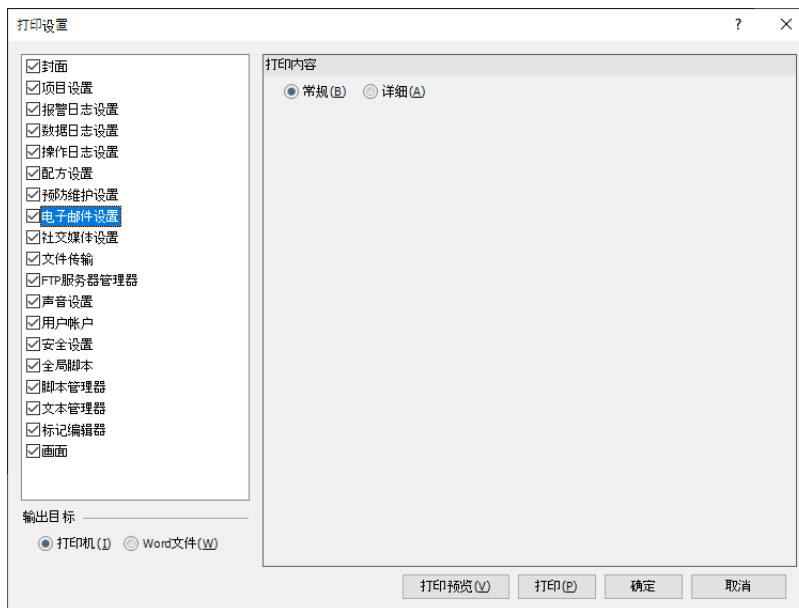 打印设置
封面
项目设置
报警日志设置
数据日志设置
操作日志设置
配方设置
预防维护设置
电子邮件设置
社交媒体设置
文件传输
FTP服务器管理器
声音设置
用户帐户
安全设置
全局脚本
脚本管理器
文本管理器
标记编辑器
画面
输出目标
打印机(I) Word文件(W)
打印内容
常规(B) 详细(A)
打印预览(V) 打印(P) 确定 取消